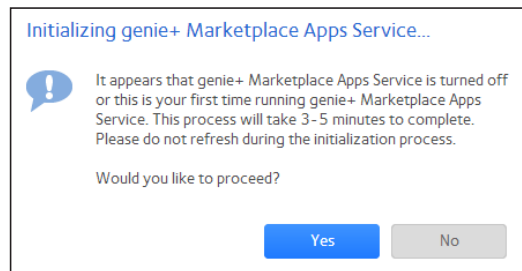 Initializing genie+ Marketplace Apps Service...
It appears that genie+ Marketplace Apps Service is turned off
or this is your first time running genie+ Marketplace Apps
Service. This process will take 3-5 minutes to complete.
Please do not refresh during the initialization process.
Would you like to proceed?
Yes
No